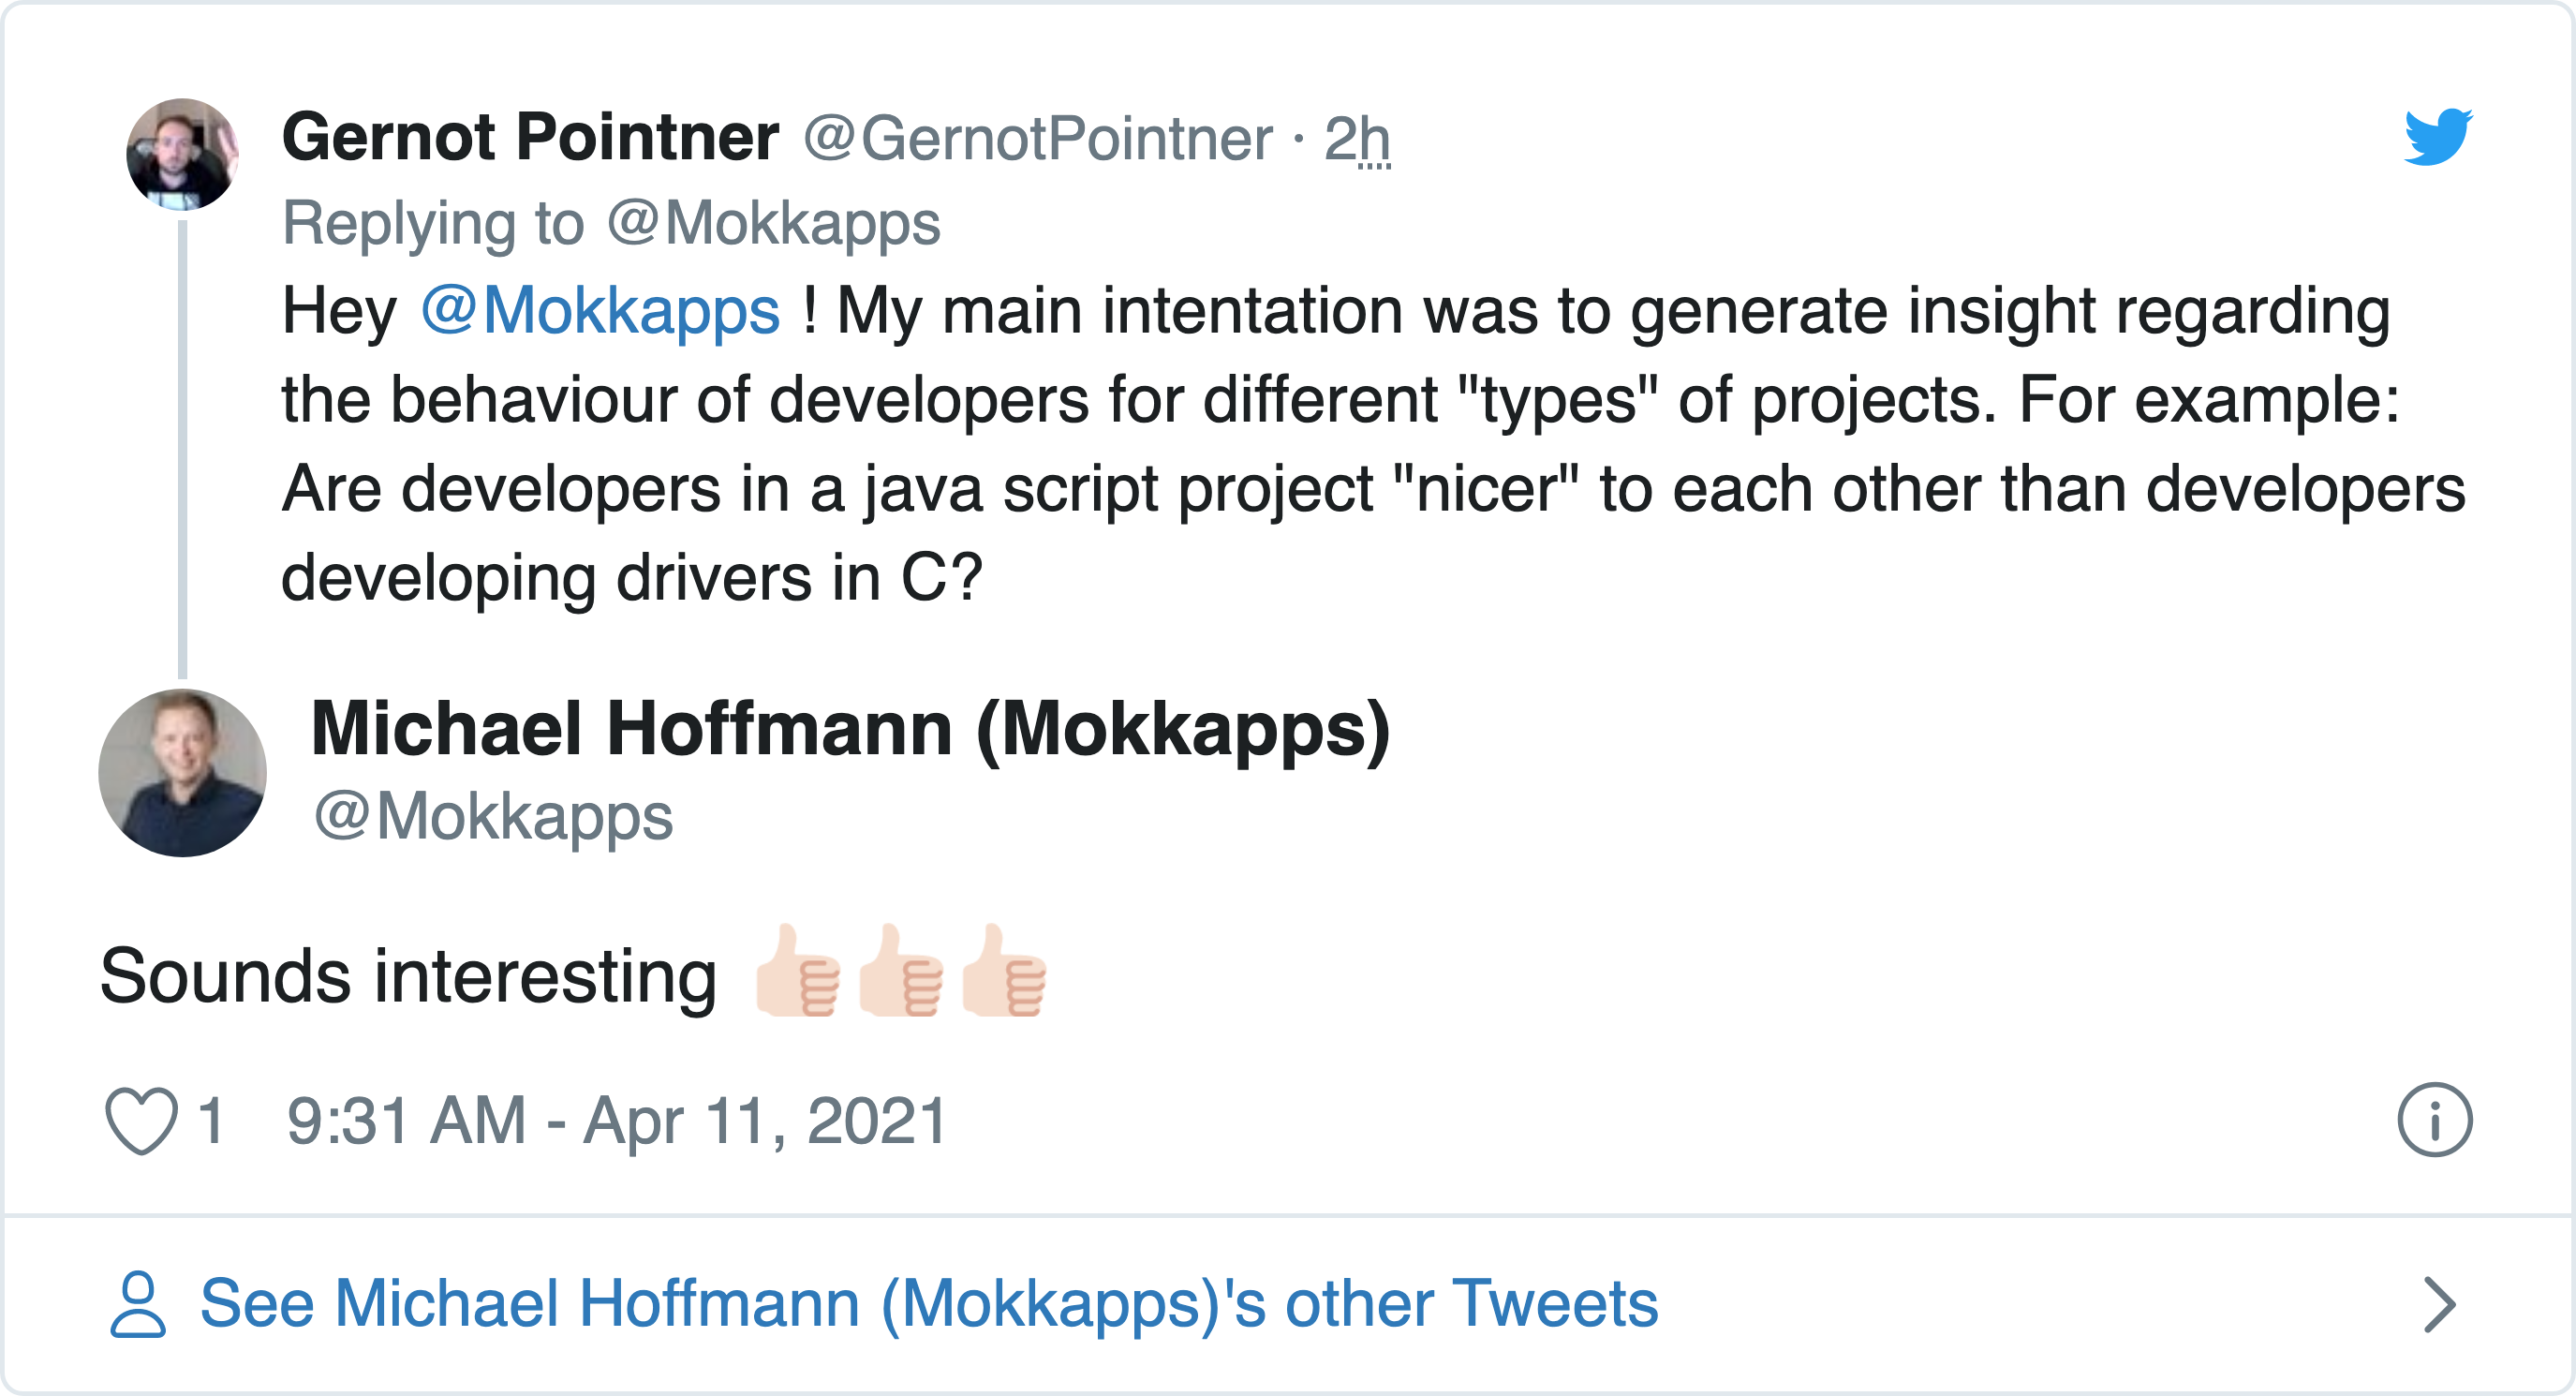 Gernot Pointner @GernotPointner · 2h
Replying to @Mokkapps
Hey @Mokkapps ! My main intentation was to generate insight regarding
the behaviour of developers for different "types" of projects. For example:
Are developers in a java script project "nicer" to each other than developers
developing drivers in C?
Michael Hoffmann (Mokkapps)
@Mokkapps
Sounds interesting 👍🏻👍🏻👍🏻
1 9:31 AM - Apr 11, 2021
See Michael Hoffmann (Mokkapps)'s other Tweets